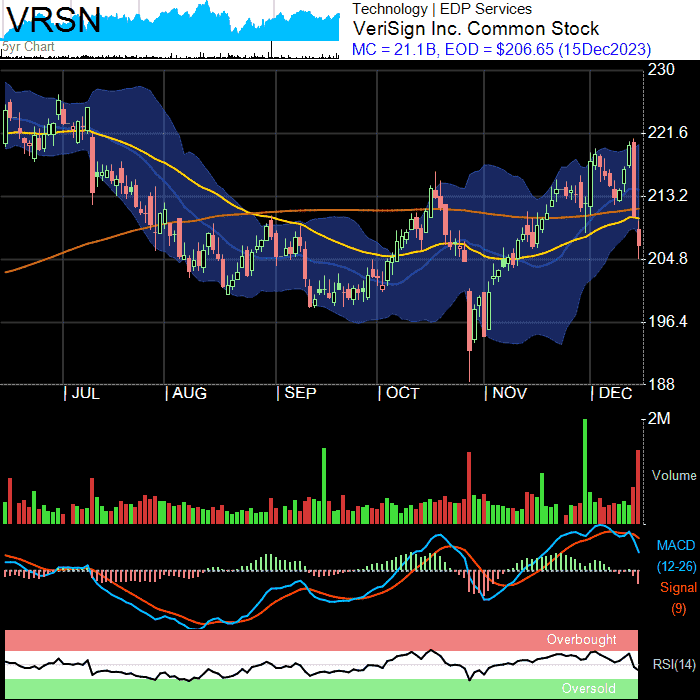 VRSN
5yr Chart
Technology | EDP Services
VeriSign Inc. Common Stock
MC = 21.1B, EOD = $206.65 (15Dec2023)
230
221.6
213.2
204.8
196.4
188
| JUL | AUG | SEP | OCT | NOV | DEC
2M
Volume
MACD
(12-26)
Signal
(9)
Overbought
RSI(14)
Oversold